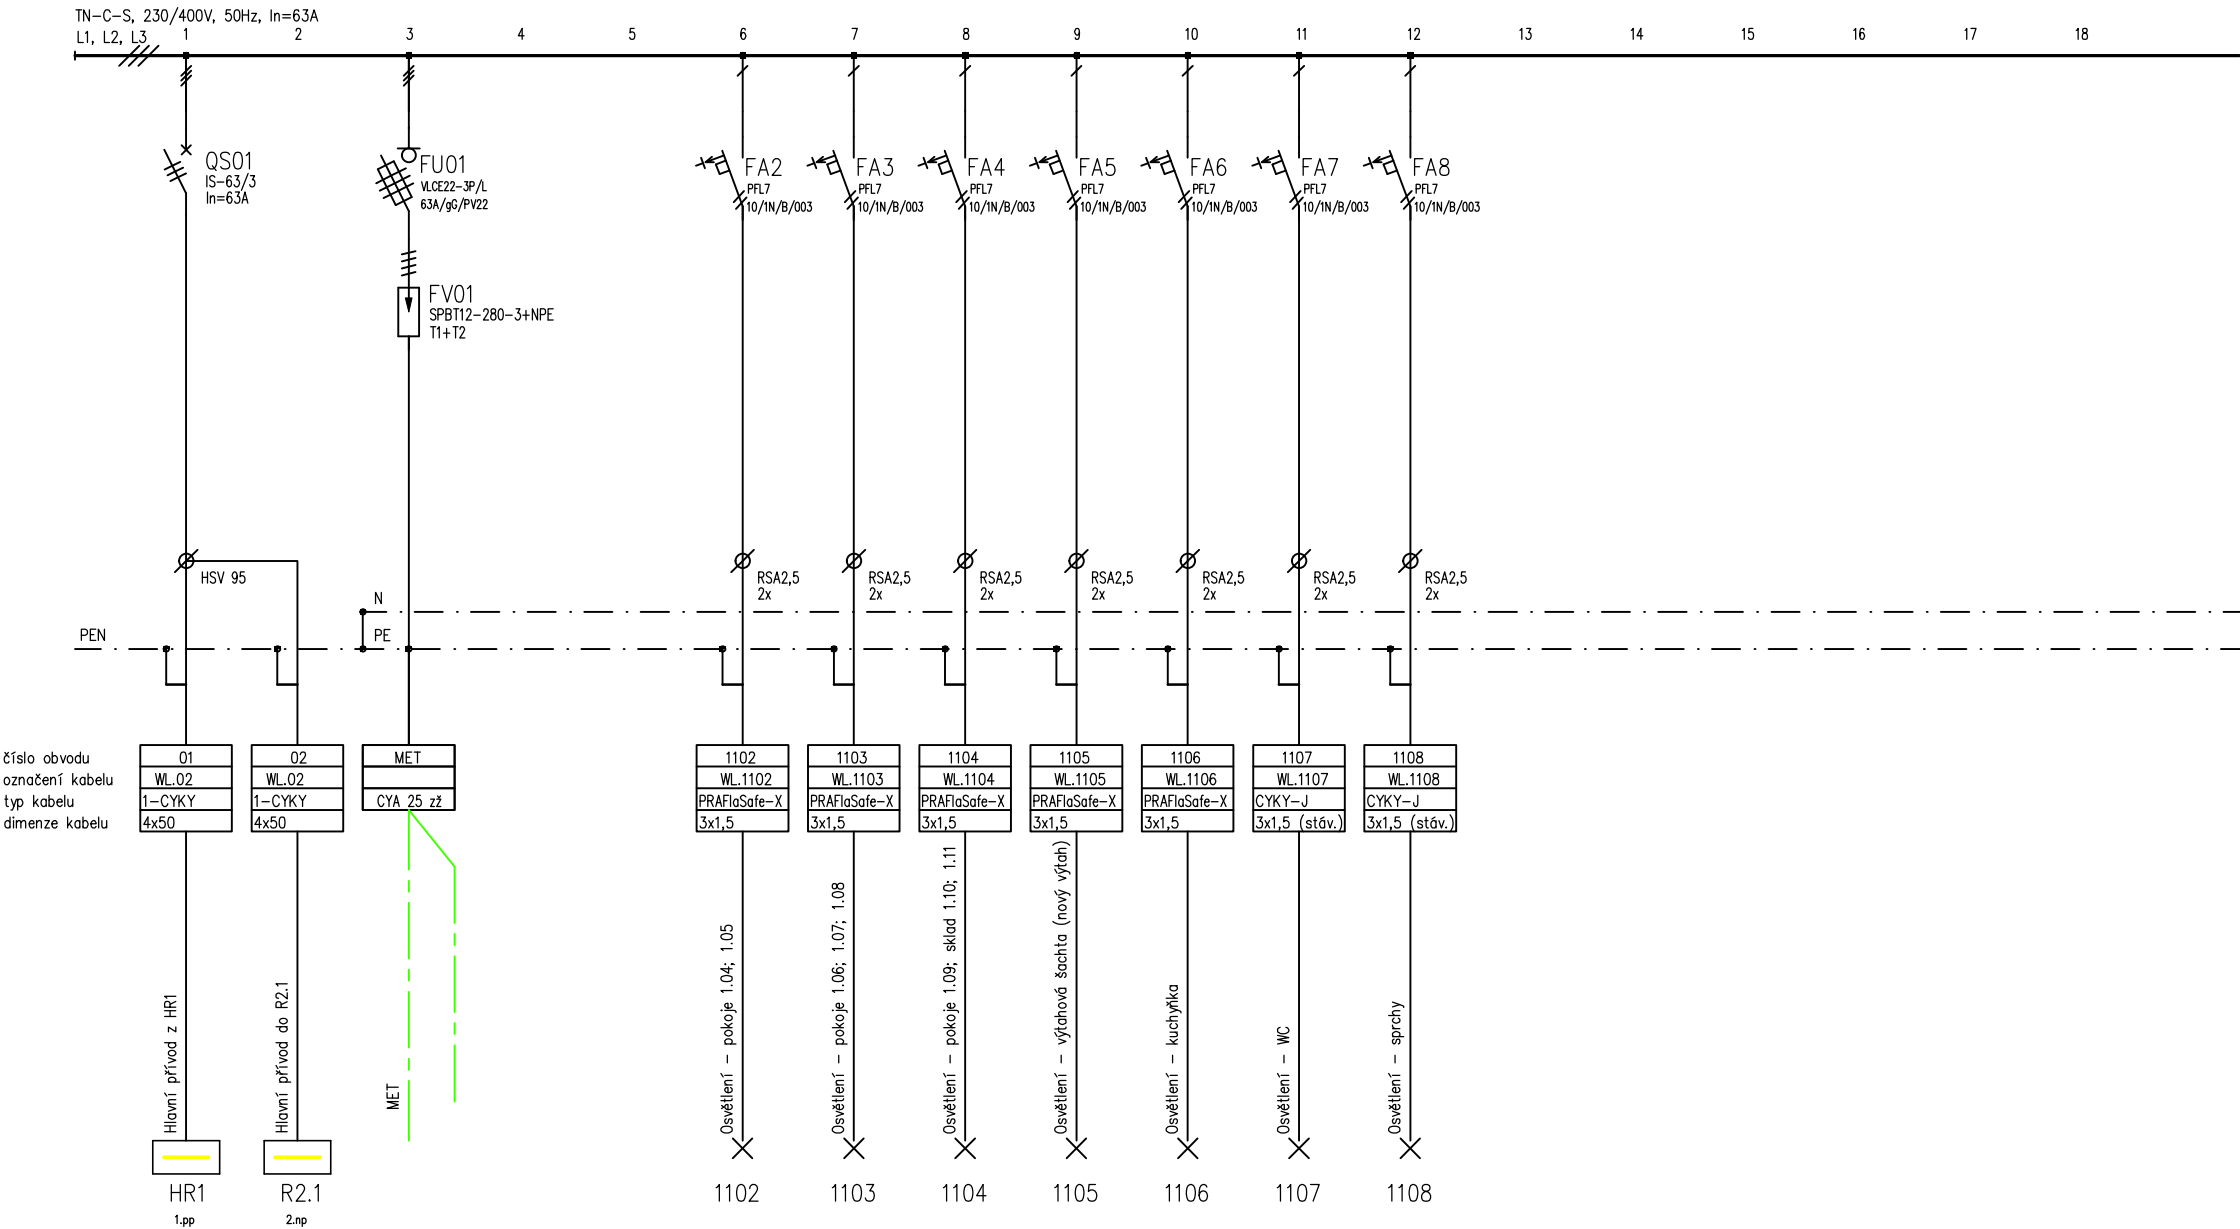 TN-C-S, 230/400V, 50Hz, In=63A
L1, L2, L3
1 2 3 4 5 6 7 8 9 10 11 12 13 14 15 16 17 18
QS01
IS-63/3
In=63A
FU01
VLCE22-3P/L
63A/gG/PV22
FV01
SPBT12-280-3+NPE
T1+T2
FA2
PFL7
10/1N/B/003
FA3
PFL7
10/1N/B/003
FA4
PFL7
10/1N/B/003
FA5
PFL7
10/1N/B/003
FA6
PFL7
10/1N/B/003
FA7
PFL7
10/1N/B/003
FA8
PFL7
10/1N/B/003
HSV 95
RSA2,5
2x
RSA2,5
2x
RSA2,5
2x
RSA2,5
2x
RSA2,5
2x
RSA2,5
2x
RSA2,5
2x
N
PEN
PE
číslo obvodu 01 02 MET 1102 1103 1104 1105 1106 1107 1108
označení kabelu WL.02 WL.02 WL.1102 WL.1103 WL.1104 WL.1105 WL.1106 WL.1107 WL.1108
typ kabelu 1-CYKY 1-CYKY CYA 25 zž PRAFlaSafe-X PRAFlaSafe-X PRAFlaSafe-X PRAFlaSafe-X PRAFlaSafe-X CYKY-J CYKY-J
dimenze kabelu 4x50 4x50 3x1,5 3x1,5 3x1,5 3x1,5 3x1,5 3x1,5 (stáv.) 3x1,5 (stáv.)
Hlavní přívod z HR1
Hlavní přívod do R2.1
MET
Osvětlení - pokoje 1.04; 1.05
Osvětlení - pokoje 1.06; 1.07; 1.08
Osvětlení - pokoje 1.09; sklad 1.10; 1.11
Osvětlení - výtahová šachta (nový výtah)
Osvětlení - kuchyňka
Osvětlení - WC
Osvětlení - sprchy
HR1
1.pp
R2.1
2.np
1102 1103 1104 1105 1106 1107 1108